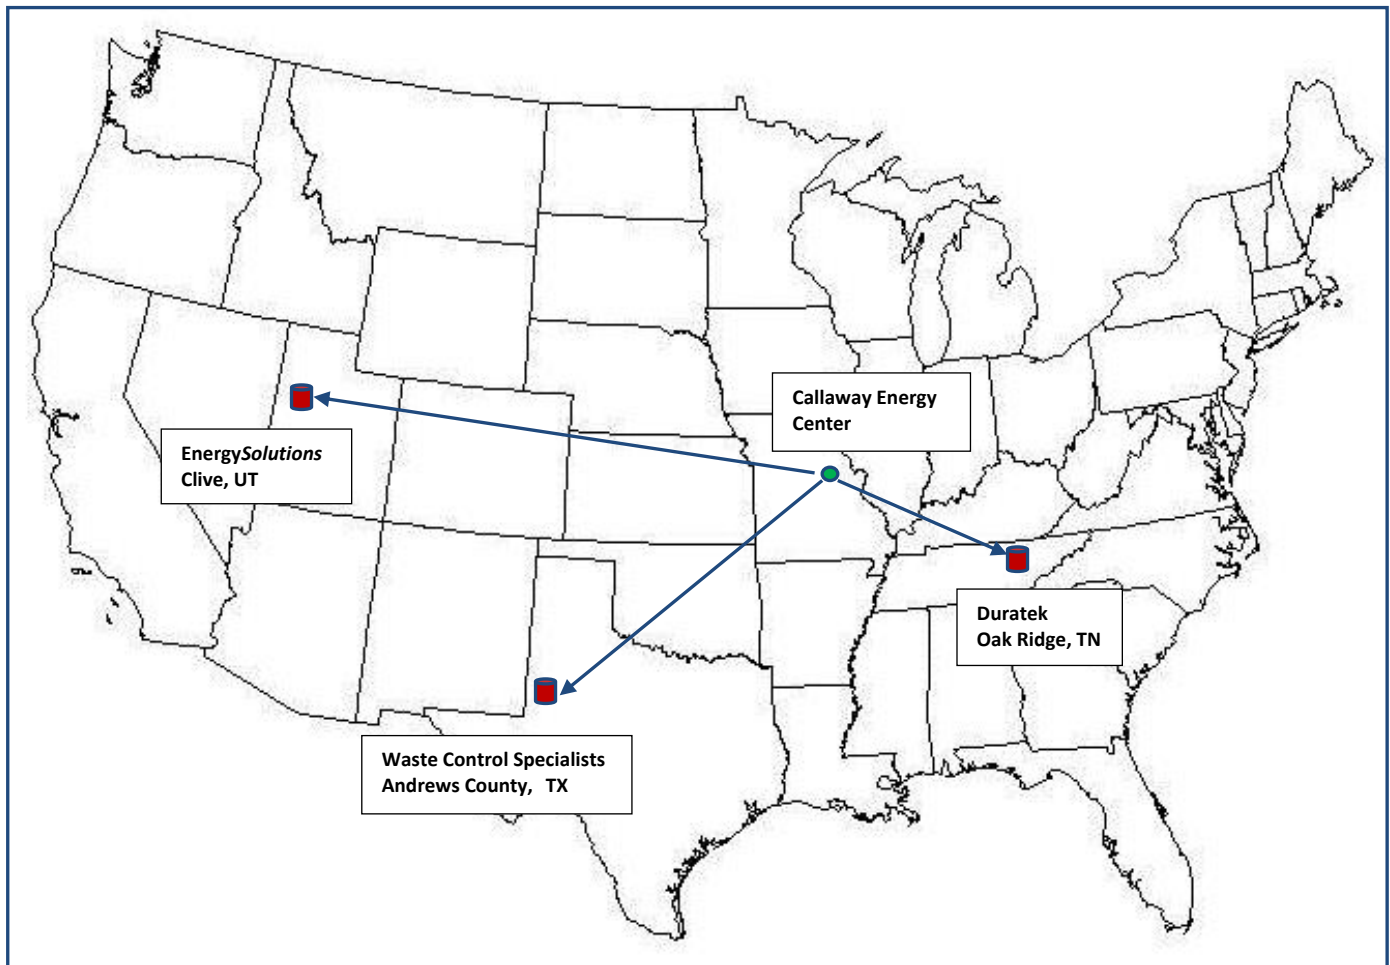 Callaway Energy
Center
EnergySolutions
Clive, UT
Duratek
Oak Ridge, TN
Waste Control Specialists
Andrews County, TX